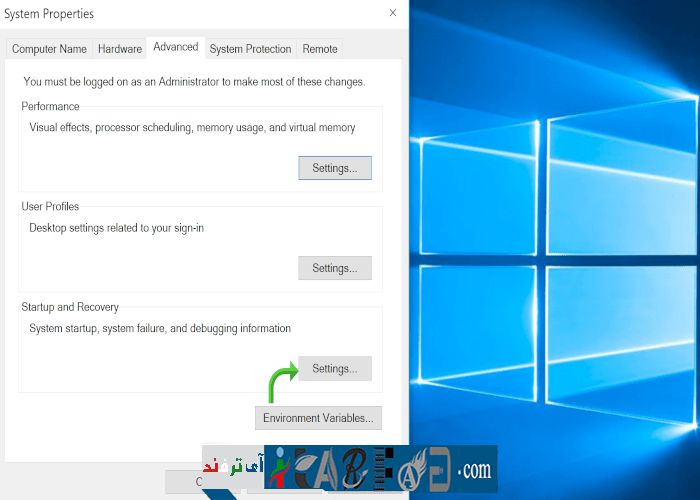 System Properties
Computer Name Hardware Advanced System Protection Remote
You must be logged on as an Administrator to make most of these changes.
Performance
Visual effects, processor scheduling, memory usage, and virtual memory
Settings...
User Profiles
Desktop settings related to your sign-in
Settings...
Startup and Recovery
System startup, system failure, and debugging information
Settings...
Environment Variables...
آی ترفند
.com